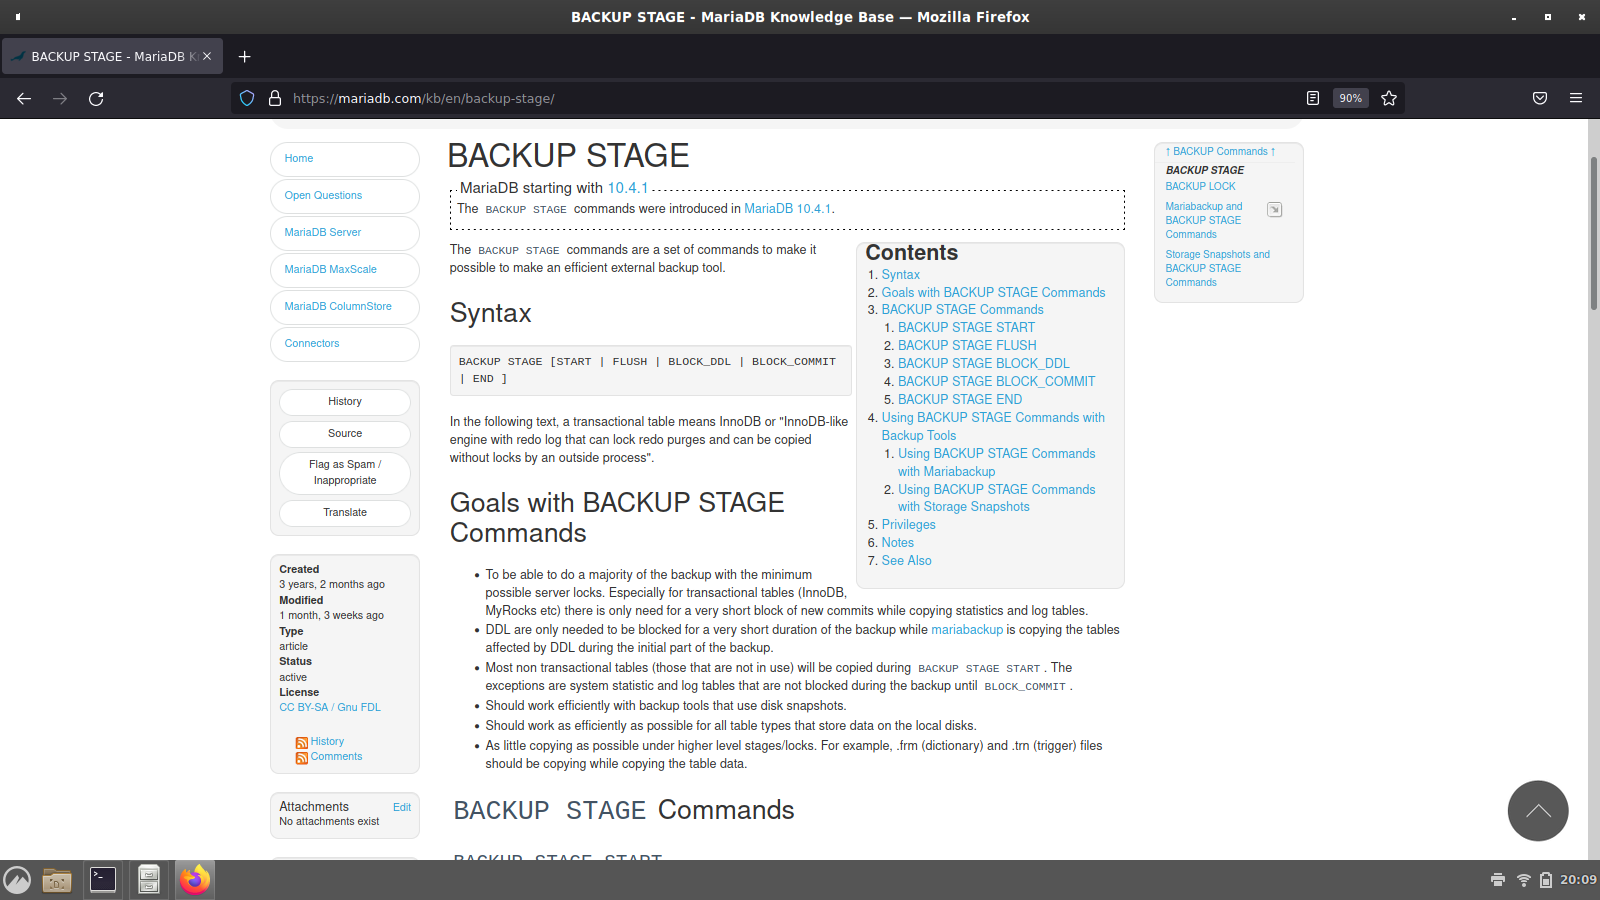 BACKUP STAGE - MariaDB Knowledge Base — Mozilla Firefox
BACKUP STAGE - MariaDB K
https://mariadb.com/kb/en/backup-stage/
90%
Home
Open Questions
MariaDB Server
MariaDB MaxScale
MariaDB ColumnStore
Connectors
History
Source
Flag as Spam /
Inappropriate
Translate
Created
3 years, 2 months ago
Modified
1 month, 3 weeks ago
Type
article
Status
active
License
CC BY-SA / Gnu FDL
History
Comments
Attachments Edit
No attachments exist
BACKUP STAGE
MariaDB starting with 10.4.1
The BACKUP STAGE commands were introduced in MariaDB 10.4.1.
The BACKUP STAGE commands are a set of commands to make it
possible to make an efficient external backup tool.
Syntax
BACKUP STAGE [START | FLUSH | BLOCK_DDL | BLOCK_COMMIT
| END ]
In the following text, a transactional table means InnoDB or "InnoDB-like
engine with redo log that can lock redo purges and can be copied
without locks by an outside process".
Goals with BACKUP STAGE
Commands
• To be able to do a majority of the backup with the minimum
possible server locks. Especially for transactional tables (InnoDB,
MyRocks etc) there is only need for a very short block of new commits while copying statistics and log tables.
• DDL are only needed to be blocked for a very short duration of the backup while mariabackup is copying the tables
affected by DDL during the initial part of the backup.
• Most non transactional tables (those that are not in use) will be copied during BACKUP STAGE START . The
exceptions are system statistic and log tables that are not blocked during the backup until BLOCK_COMMIT .
• Should work efficiently with backup tools that use disk snapshots.
• Should work as efficiently as possible for all table types that store data on the local disks.
• As little copying as possible under higher level stages/locks. For example, .frm (dictionary) and .trn (trigger) files
should be copying while copying the table data.
BACKUP STAGE Commands
BACKUP STAGE START
Contents
1. Syntax
2. Goals with BACKUP STAGE Commands
3. BACKUP STAGE Commands
1. BACKUP STAGE START
2. BACKUP STAGE FLUSH
3. BACKUP STAGE BLOCK_DDL
4. BACKUP STAGE BLOCK_COMMIT
5. BACKUP STAGE END
4. Using BACKUP STAGE Commands with
Backup Tools
1. Using BACKUP STAGE Commands
with Mariabackup
2. Using BACKUP STAGE Commands
with Storage Snapshots
5. Privileges
6. Notes
7. See Also
↑ BACKUP Commands ↑
BACKUP STAGE
BACKUP LOCK
Mariabackup and
BACKUP STAGE
Commands
Storage Snapshots and
BACKUP STAGE
Commands
20:09